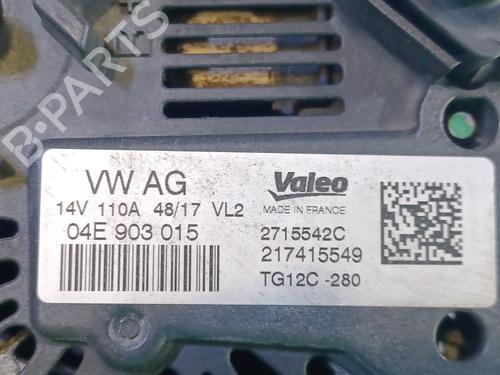 B-PARTS
VW AG
14V 110A 48/17 VL2
04E 903 015
Valeo
MADE IN FRANCE
2715542C
217415549
TG12C -280